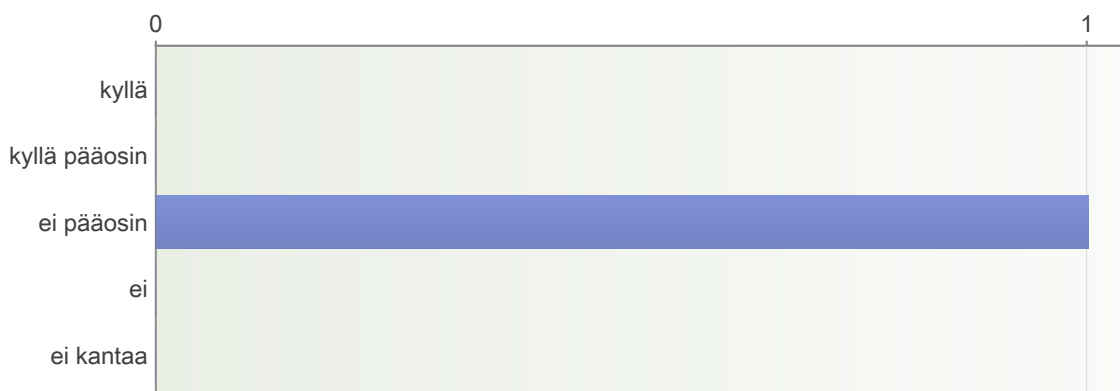 0 1
kyllä
kyllä pääosin
ei pääosin
ei
ei kantaa